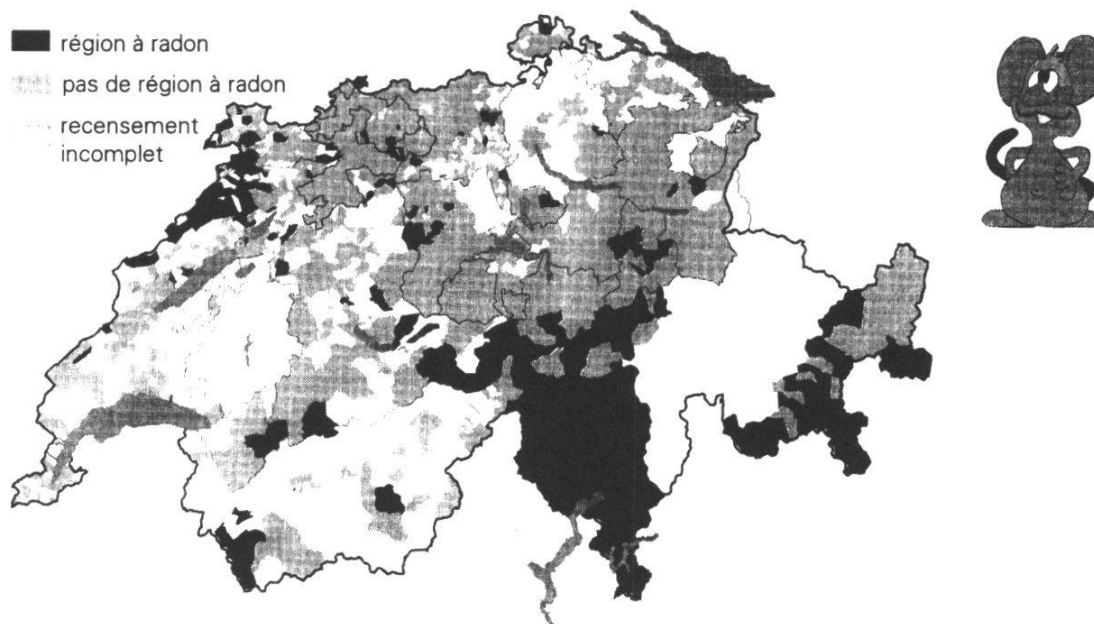 région à radon
pas de région à radon
recensement
incomplet